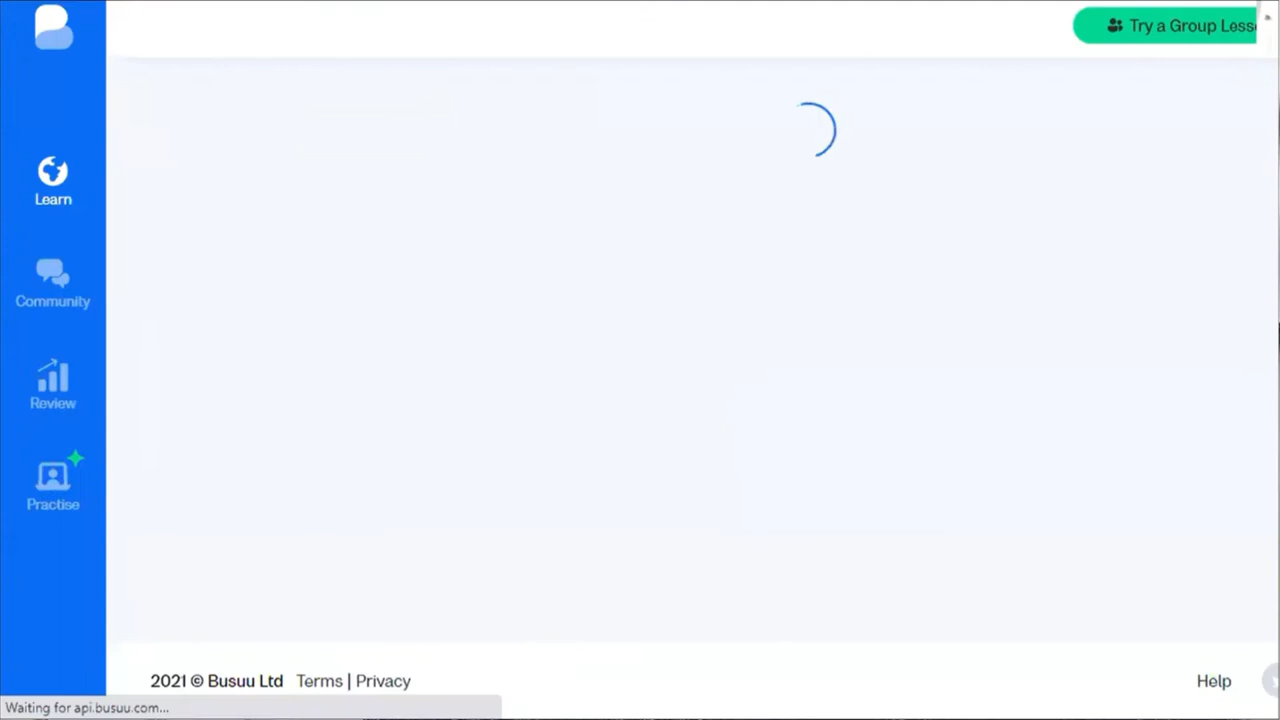 Try a Group Less
Learn
Community
Review
Practise
2021 © Busuu Ltd Terms | Privacy
Help
Waiting for api.busuu.com...